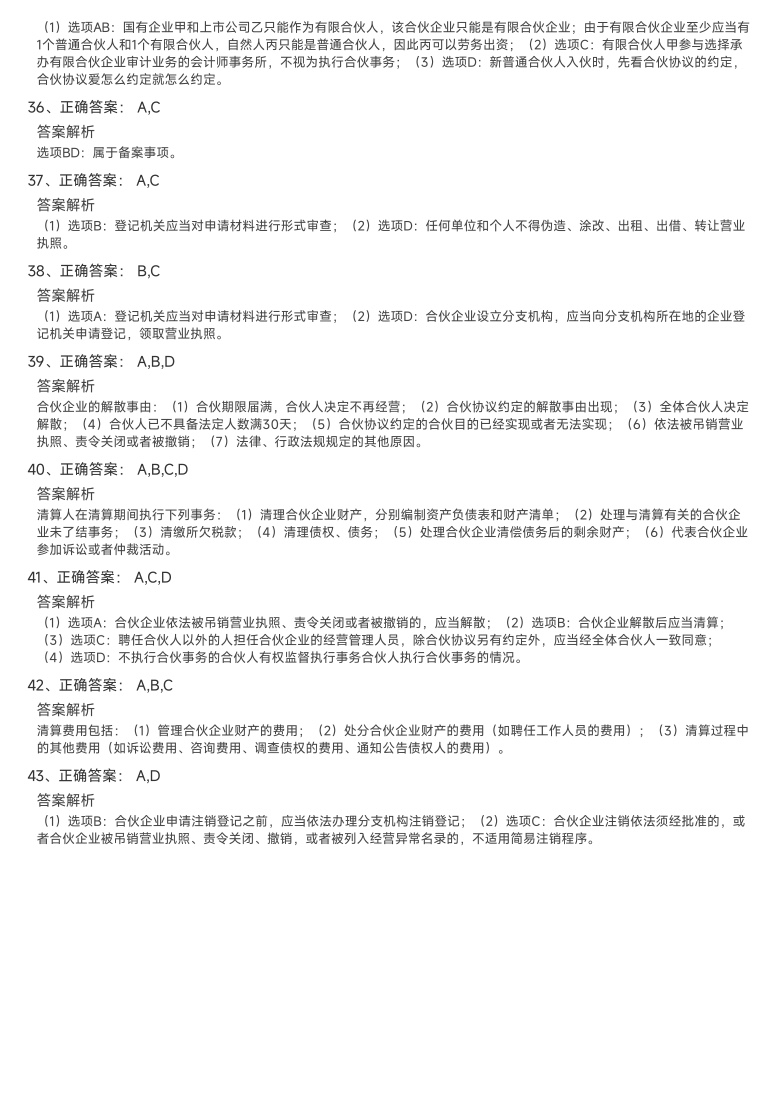 （1）选项AB：国有企业甲和上市公司乙只能作为有限合伙人，该合伙企业只能是有限合伙企业；由于有限合伙企业至少应当有
1个普通合伙人和1个有限合伙人，自然人丙只能是普通合伙人，因此丙可以劳务出资；（2）选项C：有限合伙人甲参与选择承
办有限合伙企业审计业务的会计师事务所，不视为执行合伙事务；（3）选项D：新普通合伙人入伙时，先看合伙协议的约定，
合伙协议爱怎么约定就怎么约定。
36、正确答案： A,C
答案解析
选项BD：属于备案事项。
37、正确答案： A,C
答案解析
（1）选项B：登记机关应当对申请材料进行形式审查；（2）选项D：任何单位和个人不得伪造、涂改、出租、出借、转让营业
执照。
38、正确答案： B,C
答案解析
（1）选项A：登记机关应当对申请材料进行形式审查；（2）选项D：合伙企业设立分支机构，应当向分支机构所在地的企业登
记机关申请登记，领取营业执照。
39、正确答案： A,B,D
答案解析
合伙企业的解散事由：（1）合伙期限届满，合伙人决定不再经营；（2）合伙协议约定的解散事由出现；（3）全体合伙人决定
解散；（4）合伙人已不具备法定人数满30天；（5）合伙协议约定的合伙目的已经实现或者无法实现；（6）依法被吊销营业
执照、责令关闭或者被撤销；（7）法律、行政法规规定的其他原因。
40、正确答案： A,B,C,D
答案解析
清算人在清算期间执行下列事务：（1）清理合伙企业财产，分别编制资产负债表和财产清单；（2）处理与清算有关的合伙企
业未了结事务；（3）清缴所欠税款；（4）清理债权、债务；（5）处理合伙企业清偿债务后的剩余财产；（6）代表合伙企业
参加诉讼或者仲裁活动。
41、正确答案： A,C,D
答案解析
（1）选项A：合伙企业依法被吊销营业执照、责令关闭或者被撤销的，应当解散；（2）选项B：合伙企业解散后应当清算；
（3）选项C：聘任合伙人以外的人担任合伙企业的经营管理人员，除合伙协议另有约定外，应当经全体合伙人一致同意；
（4）选项D：不执行合伙事务的合伙人有权监督执行事务合伙人执行合伙事务的情况。
42、正确答案： A,B,C
答案解析
清算费用包括：（1）管理合伙企业财产的费用；（2）处分合伙企业财产的费用（如聘任工作人员的费用）；（3）清算过程中
的其他费用（如诉讼费用、咨询费用、调查债权的费用、通知公告债权人的费用）。
43、正确答案： A,D
答案解析
（1）选项B：合伙企业申请注销登记之前，应当依法办理分支机构注销登记；（2）选项C：合伙企业注销依法须经批准的，或
者合伙企业被吊销营业执照、责令关闭、撤销，或者被列入经营异常名录的，不适用简易注销程序。